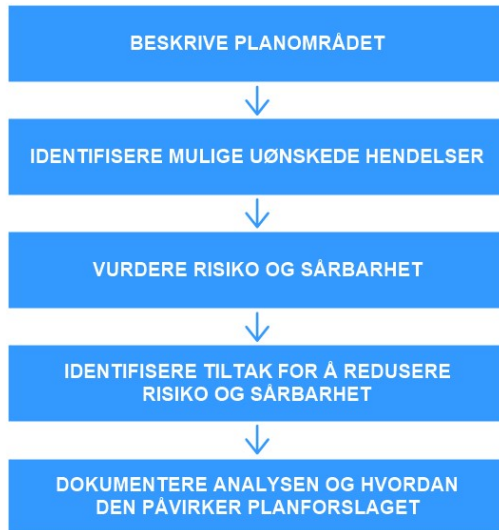 BESKRIVE PLANOMRÅDET
IDENTIFISERE MULIGE UØNSKEDE HENDELSER
VURDERE RISIKO OG SÅRBARHET
IDENTIFISERE TILTAK FOR Å REDUSERE
RISIKO OG SÅRBARHET
DOKUMENTERE ANALYSEN OG HVORDAN
DEN PÅVIRKER PLANFORSLAGET